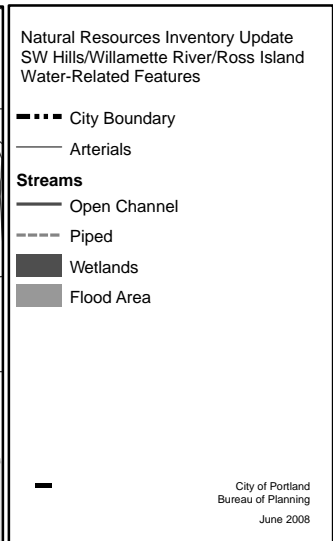 Natural Resources Inventory Update
SW Hills/Willamette River/Ross Island
Water-Related Features
City Boundary
Arterials
Streams
Open Channel
Piped
Wetlands
Flood Area
City of Portland
Bureau of Planning
June 2008